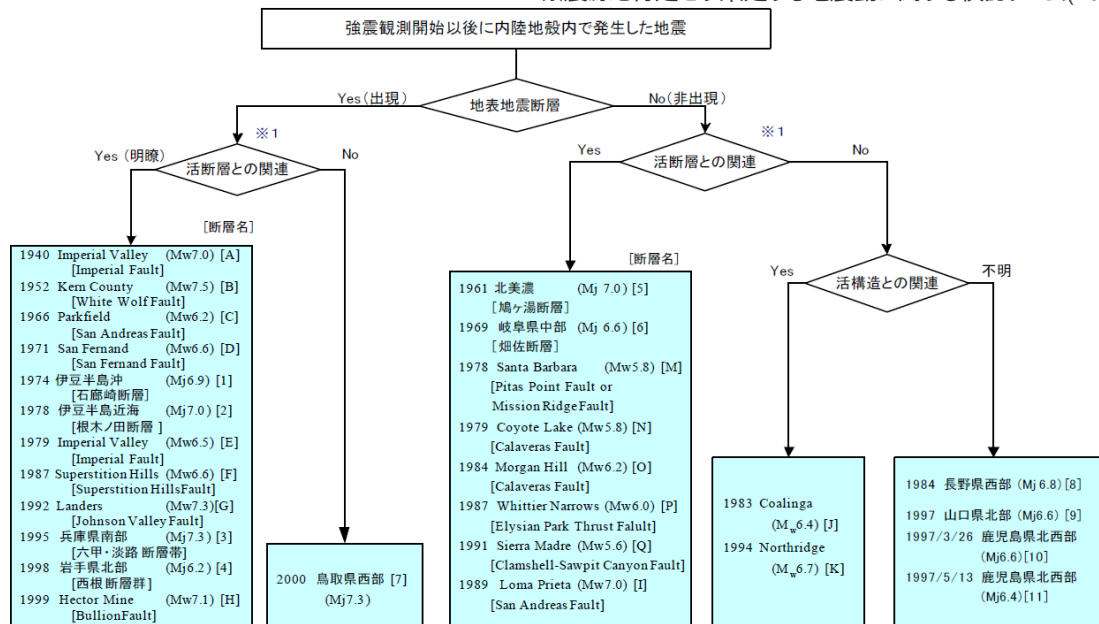 強震観測開始以後に内陸地殻内で発生した地震
地表地震断層
Yes(出現)
No(非出現)
※1
活断層との関連
Yes (明瞭)
No
※1
活断層との関連
Yes
No
活構造との関連
Yes
不明
[断層名]
1940 Imperial Valley (Mw7.0) [A]
[Imperial Fault]
1952 Kern County (Mw7.5) [B]
[White Wolf Fault]
1966 Parkfield (Mw6.2) [C]
[San Andreas Fault]
1971 San Fernand (Mw6.6) [D]
[San Fernand Fault]
1974 伊豆半島沖 (Mj6.9) [1]
[石廊崎断層]
1978 伊豆半島近海 (Mj7.0) [2]
[根木ノ田断層 ]
1979 Imperial Valley (Mw6.5) [E]
[Imperial Fault]
1987 Superstition Hills (Mw6.6) [F]
[Superstition HillsFault]
1992 Landers (Mw7.3)[G]
[Johnson Valley Fault]
1995 兵庫県南部 (Mj7.3) [3]
[六甲・淡路 断層帯]
1998 岩手県北部 (Mj6.2) [4]
[西根断層群]
1999 Hector Mine (Mw7.1) [H]
[BullionFault]
2000 鳥取県西部 [7]
(Mj7.3)
[断層名]
1961 北美濃 (Mj 7.0) [5]
[鳩ヶ湯断層]
1969 岐阜県中部 (Mj 6.6) [6]
[畑佐断層]
1978 Santa Barbara (Mw5.8) [M]
[Pitas Point Fault or
Mission Ridge Fault]
1979 Coyote Lake (Mw5.8) [N]
[Calaveras Fault]
1984 Morgan Hill (Mw6.2) [O]
[Calaveras Fault]
1987 Whittier Narrows (Mw6.0) [P]
[Elysian Park Thrust Falult]
1991 Sierra Madre (Mw5.6) [Q]
[Clamshell-Sawpit Canyon Fault]
1989 Loma Prieta (Mw7.0) [I]
[San Andreas Fault]
1983 Coalinga
(Mw6.4) [J]
1994 Northridge
(Mw6.7) [K]
1984 長野県西部 (Mj 6.8) [8]
1997 山口県北部 (Mj6.6) [9]
1997/3/26 鹿児島県北西部
(Mj6.6)[10]
1997/5/13 鹿児島県北西部
(Mj6.4)[11]